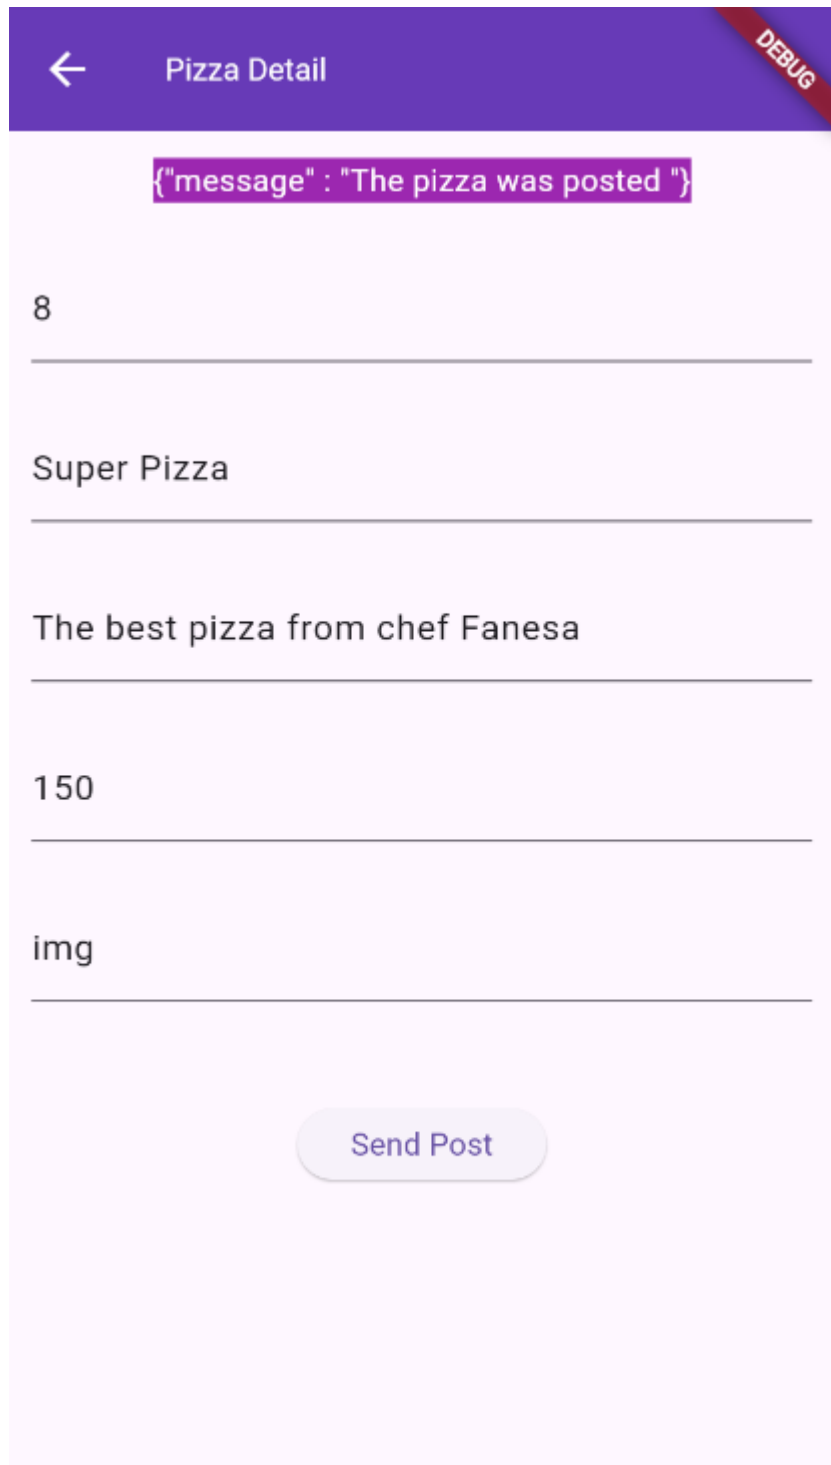 Pizza Detail
DEBUG
{"message" : "The pizza was posted "}
8
Super Pizza
The best pizza from chef Fanesa
150
img
Send Post